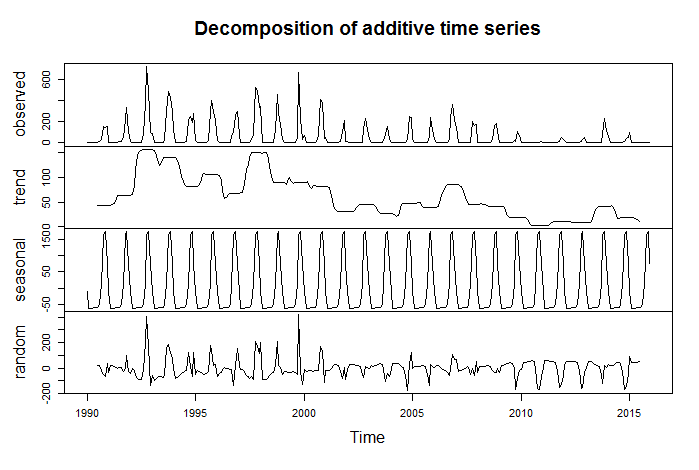 Decomposition of additive time series
observed
0 200 600
trend
50 100
seasonal
-50 50 150
random
-200 0 200
1990 1995 2000 2005 2010 2015
Time